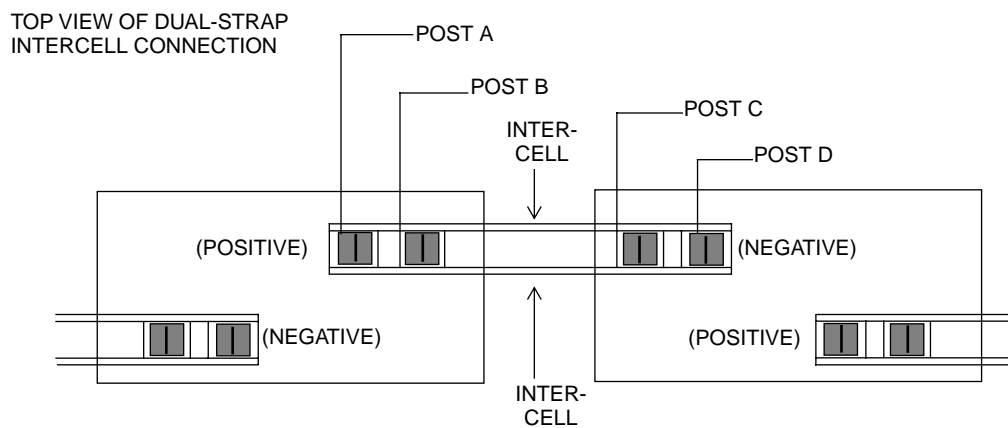 TOP VIEW OF DUAL-STRAP
INTERCELL CONNECTION
POST A
POST B
POST C
INTER-
CELL
POST D
(POSITIVE)
(NEGATIVE)
(NEGATIVE)
(POSITIVE)
INTER-
CELL